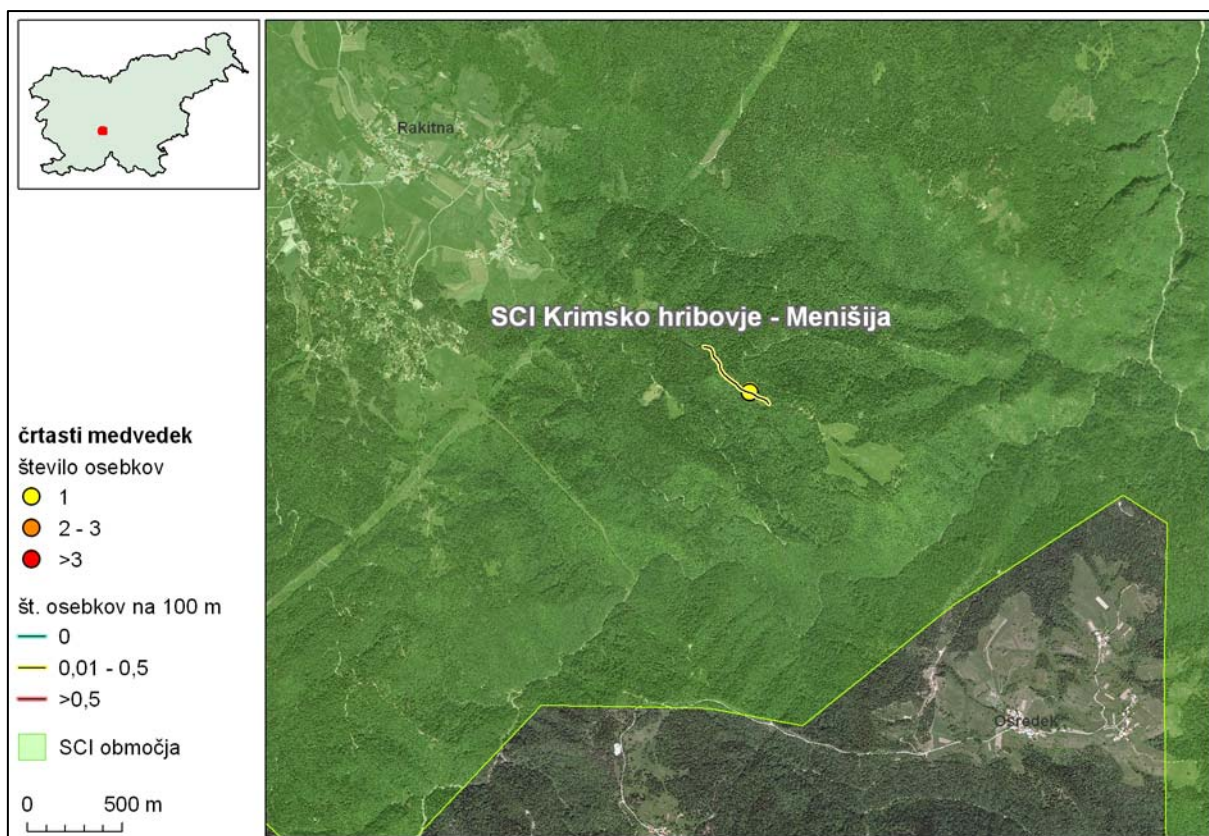 Rakitna
SCI Krimsko hribovje - Menišija
črtasti medvedek
število osebkov
1
2 - 3
>3
št. osebkov na 100 m
0
0,01 - 0,5
>0,5
SCI območja
0 500 m
Osredek